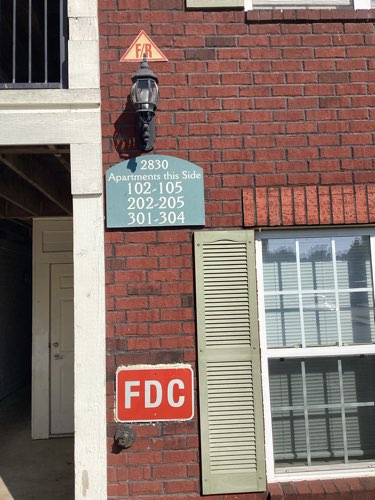 F/R
2830
Apartments this Side
102-105
202-205
301-304
FDC